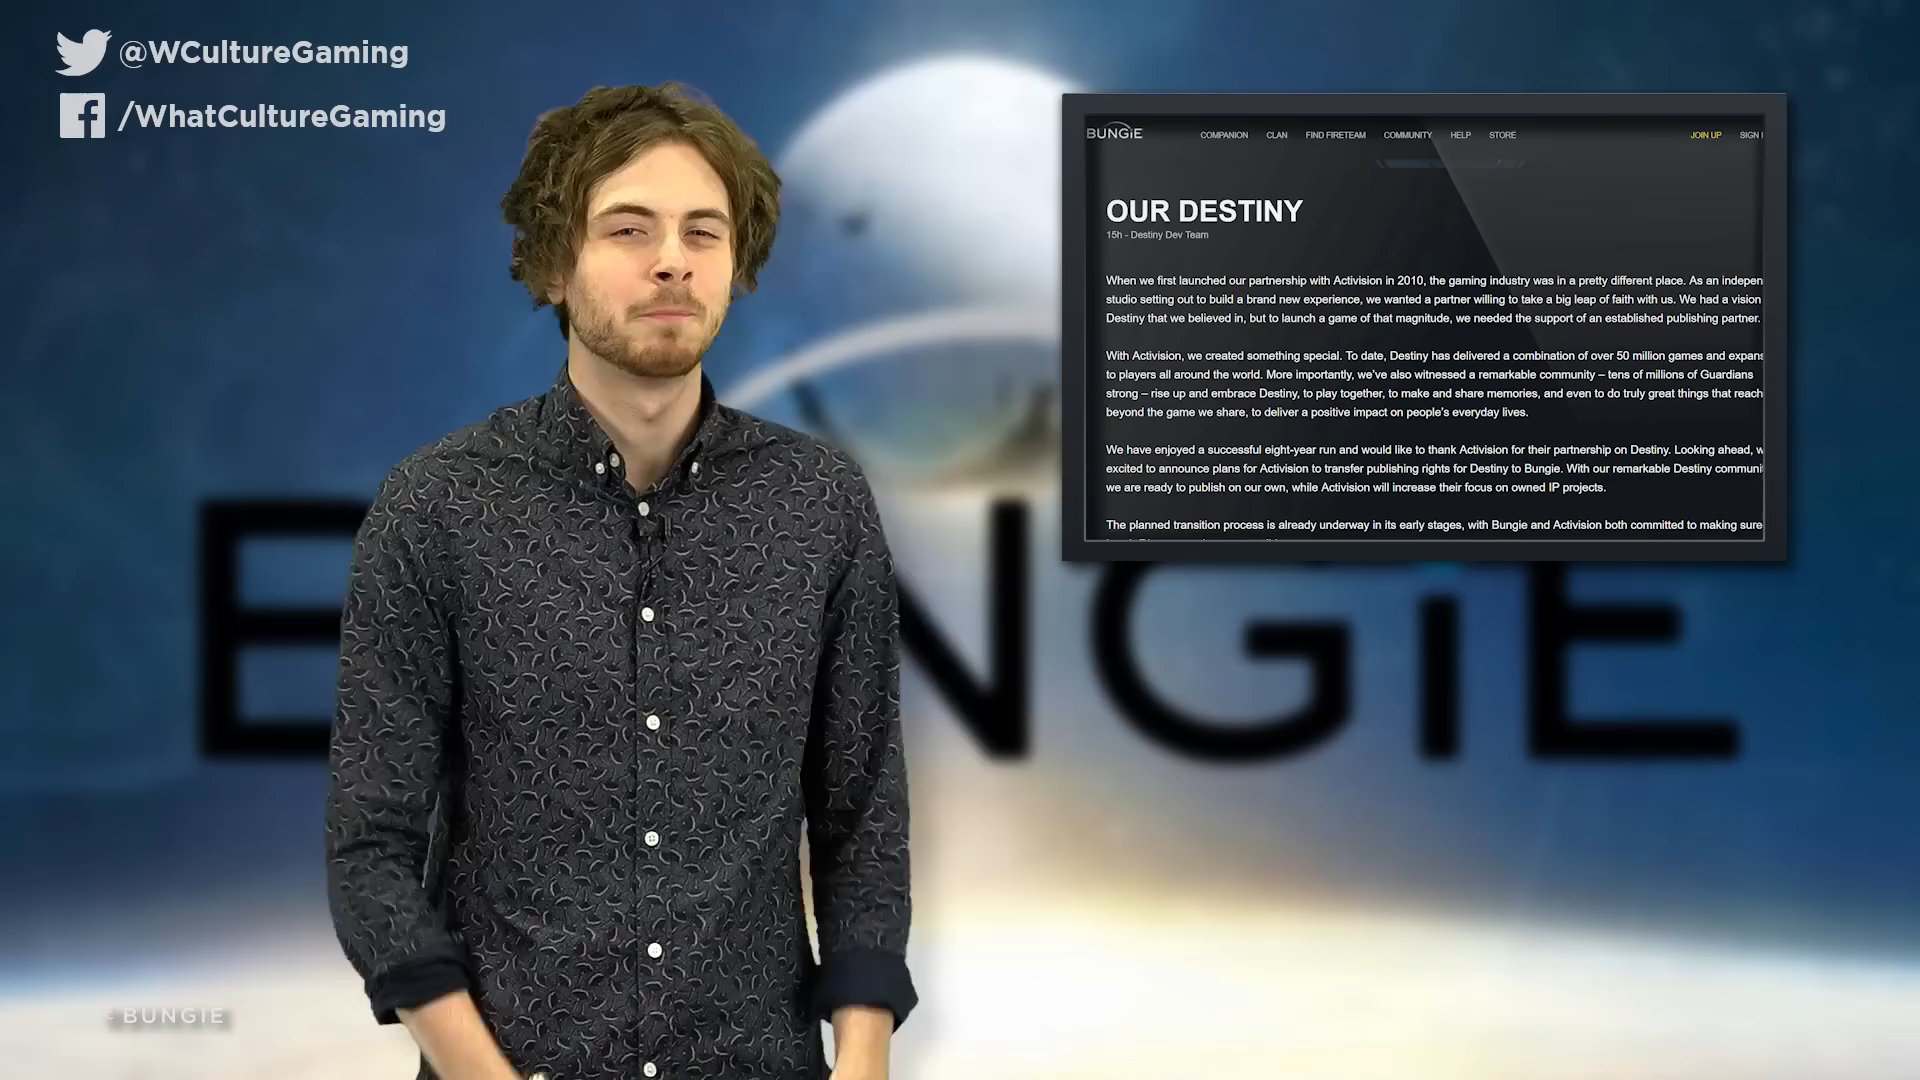 @WCultureGaming
/WhatCultureGaming
BUNGiE
COMPANION CLAN FIND FIRETEAM COMMUNITY HELP STORE JOIN UP SIGN
OUR DESTINY
15h - Destiny Dev Team
When we first launched our partnership with Activision in 2010, the gaming industry was in a pretty different place. As an indepen
studio setting out to build a brand new experience, we wanted a partner willing to take a big leap of faith with us. We had a vision
Destiny that we believed in, but to launch a game of that magnitude, we needed the support of an established publishing partner.
With Activision, we created something special. To date, Destiny has delivered a combination of over 50 million games and expans
to players all around the world. More importantly, we've also witnessed a remarkable community – tens of millions of Guardians
strong – rise up and embrace Destiny, to play together, to make and share memories, and even to do truly great things that reach
beyond the game we share, to deliver a positive impact on people's everyday lives.
We have enjoyed a successful eight-year run and would like to thank Activision for their partnership on Destiny. Looking ahead, w
excited to announce plans for Activision to transfer publishing rights for Destiny to Bungie. With our remarkable Destiny communi
we are ready to publish on our own, while Activision will increase their focus on owned IP projects.
The planned transition process is already underway in its early stages, with Bungie and Activision both committed to making sure
BUNGiE
BUNGIE